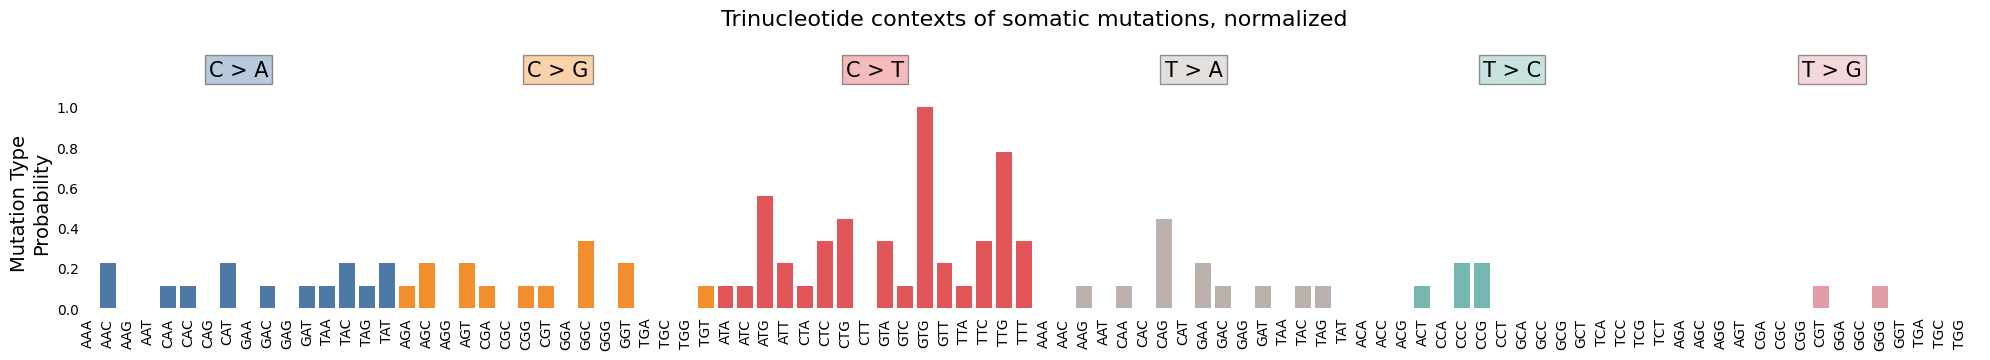 Trinucleotide contexts of somatic mutations, normalized
C > A
C > G
C > T
T > A
T > C
T > G
Mutation Type
Probability
1.0
0.8
0.6
0.4
0.2
0.0
AAA
AAC
AAG
AAT
CAA
CAC
CAG
CAT
GAA
GAC
GAG
GAT
TAA
TAC
TAG
TAT
AGA
AGC
AGG
AGT
CGA
CGC
CGG
CGT
GGA
GGC
GGG
GGT
TGA
TGC
TGG
TGT
ATA
ATC
ATG
ATT
CTA
CTC
CTG
CTT
GTA
GTC
GTG
GTT
TTA
TTC
TTG
TTT
AAA
AAC
AAG
AAT
CAA
CAC
CAG
CAT
GAA
GAC
GAG
GAT
TAA
TAC
TAG
TAT
ACA
ACC
ACG
ACT
CCA
CCC
CCG
CCT
GCA
GCC
GCG
GCT
TCA
TCC
TCG
TCT
AGA
AGC
AGG
AGT
CGA
CGC
CGG
CGT
GGA
GGC
GGG
GGT
TGA
TGC
TGG